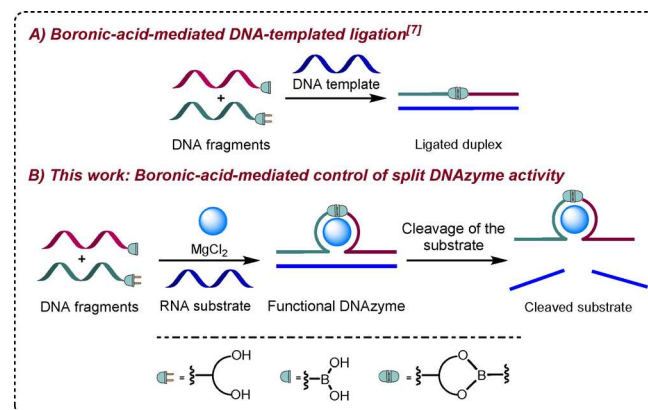 A) Boronic-acid-mediated DNA-templated ligation[7]
DNA template
+
DNA fragments
Ligated duplex
B) This work: Boronic-acid-mediated control of split DNAzyme activity
Cleavage of the
substrate
MgCl2
+
DNA fragments
RNA substrate
Functional DNAzyme
Cleaved substrate
= OH
OH
= B OH
OH
= O
B
O